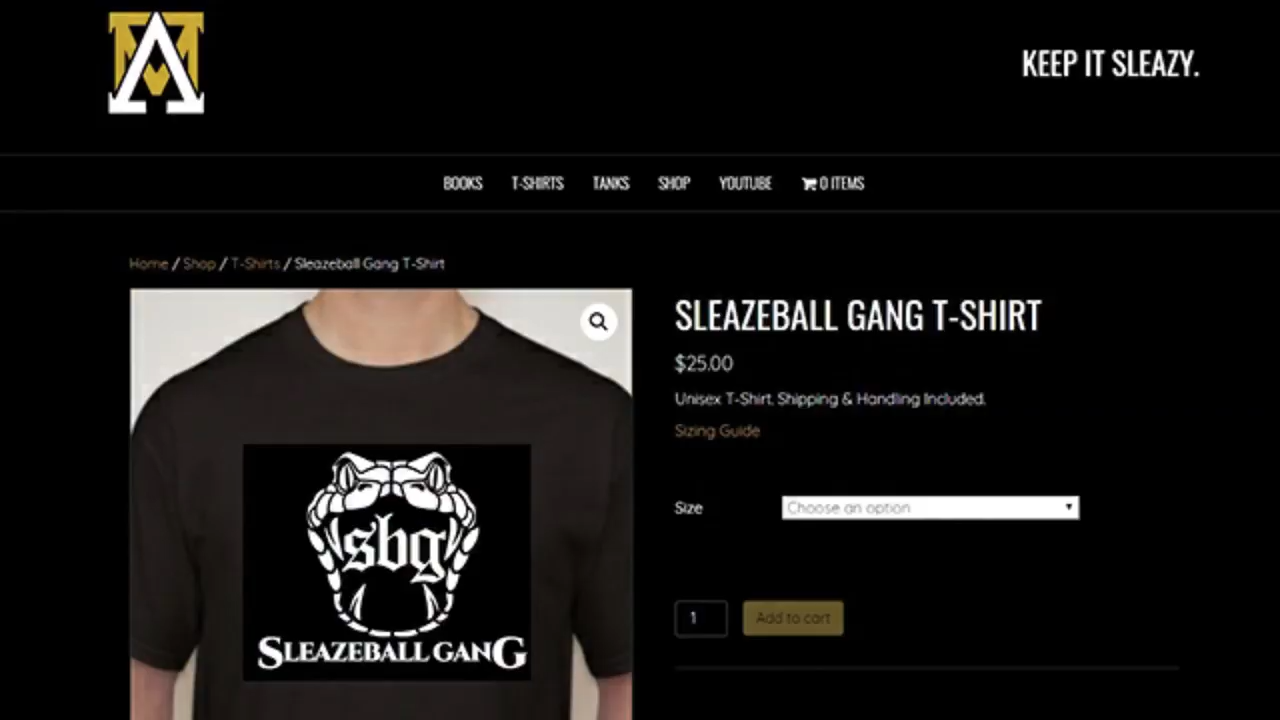 KEEP IT SLEAZY.
BOOKS T-SHIRTS TANKS SHOP YOUTUBE 0 ITEMS
Home / Shop / T-Shirts / Sleazeball Gang T-Shirt
SLEAZEBALL GANG T-SHIRT
$25.00
Unisex T-Shirt, Shipping & Handling Included.
Sizing Guide
Size Choose an option
1 Add to cart
sbg
SLEAZEBALL GANG